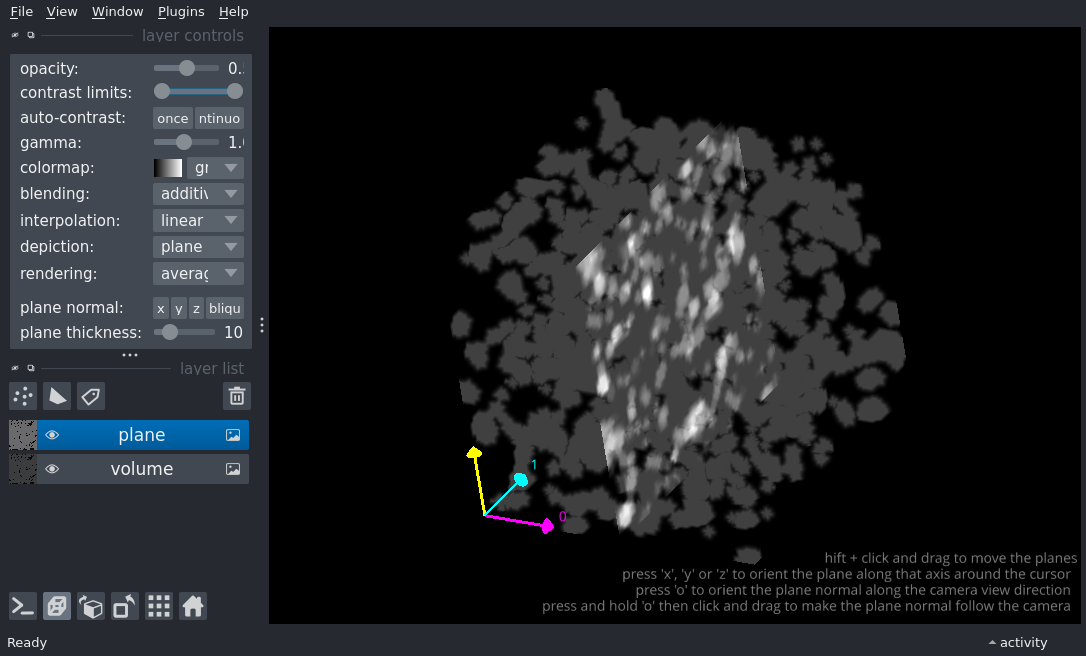 File View Window Plugins Help
layer controls
opacity: 0.
contrast limits:
auto-contrast: once ntinuo
gamma: 1.
colormap: gr
blending: additiv
interpolation: linear
depiction: plane
rendering: averag
plane normal: x y z bliqu
plane thickness: 10
layer list
plane
volume
1
0
hift + click and drag to move the planes
press 'x', 'y' or 'z' to orient the plane along that axis around the cursor
press 'o' to orient the plane normal along the camera view direction
press and hold 'o' then click and drag to make the plane normal follow the camera
Ready
activity